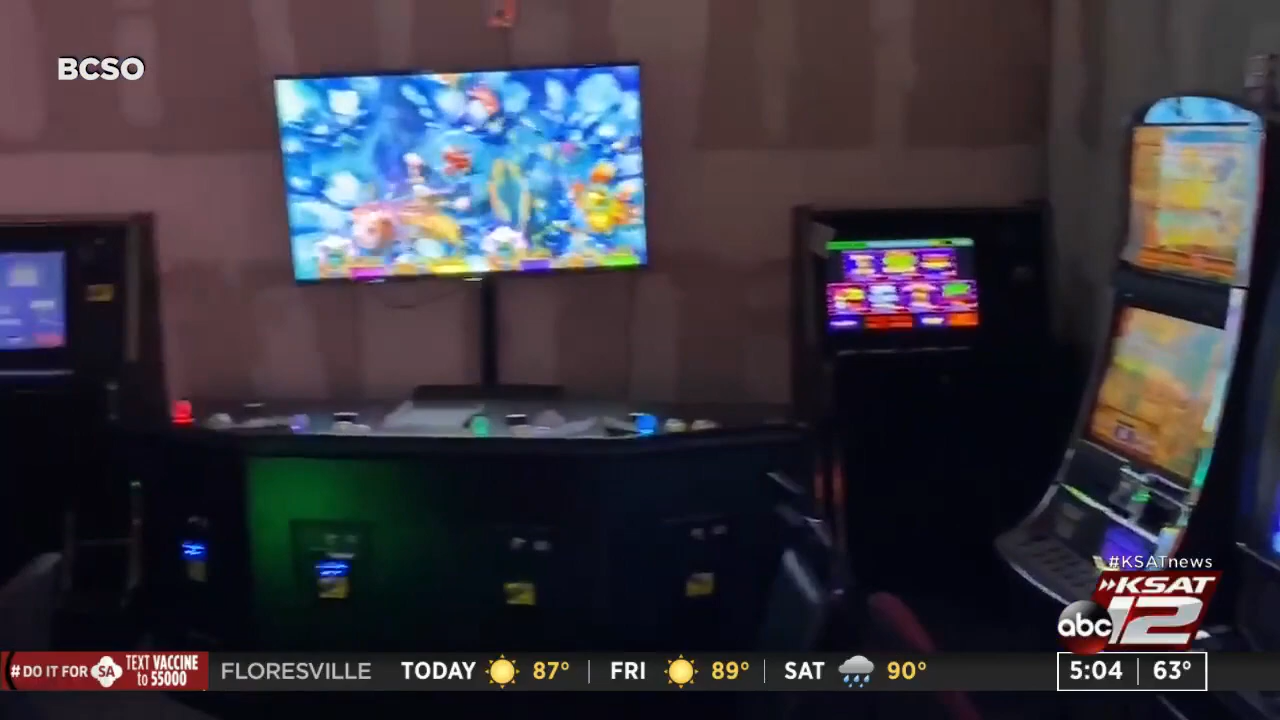 BCSO
#KSATnews
KSAT
abc 12
#DO IT FOR SA TEXT VACCINE to 55000
FLORESVILLE TODAY 87° | FRI 89° | SAT 90°
5:04 | 63°